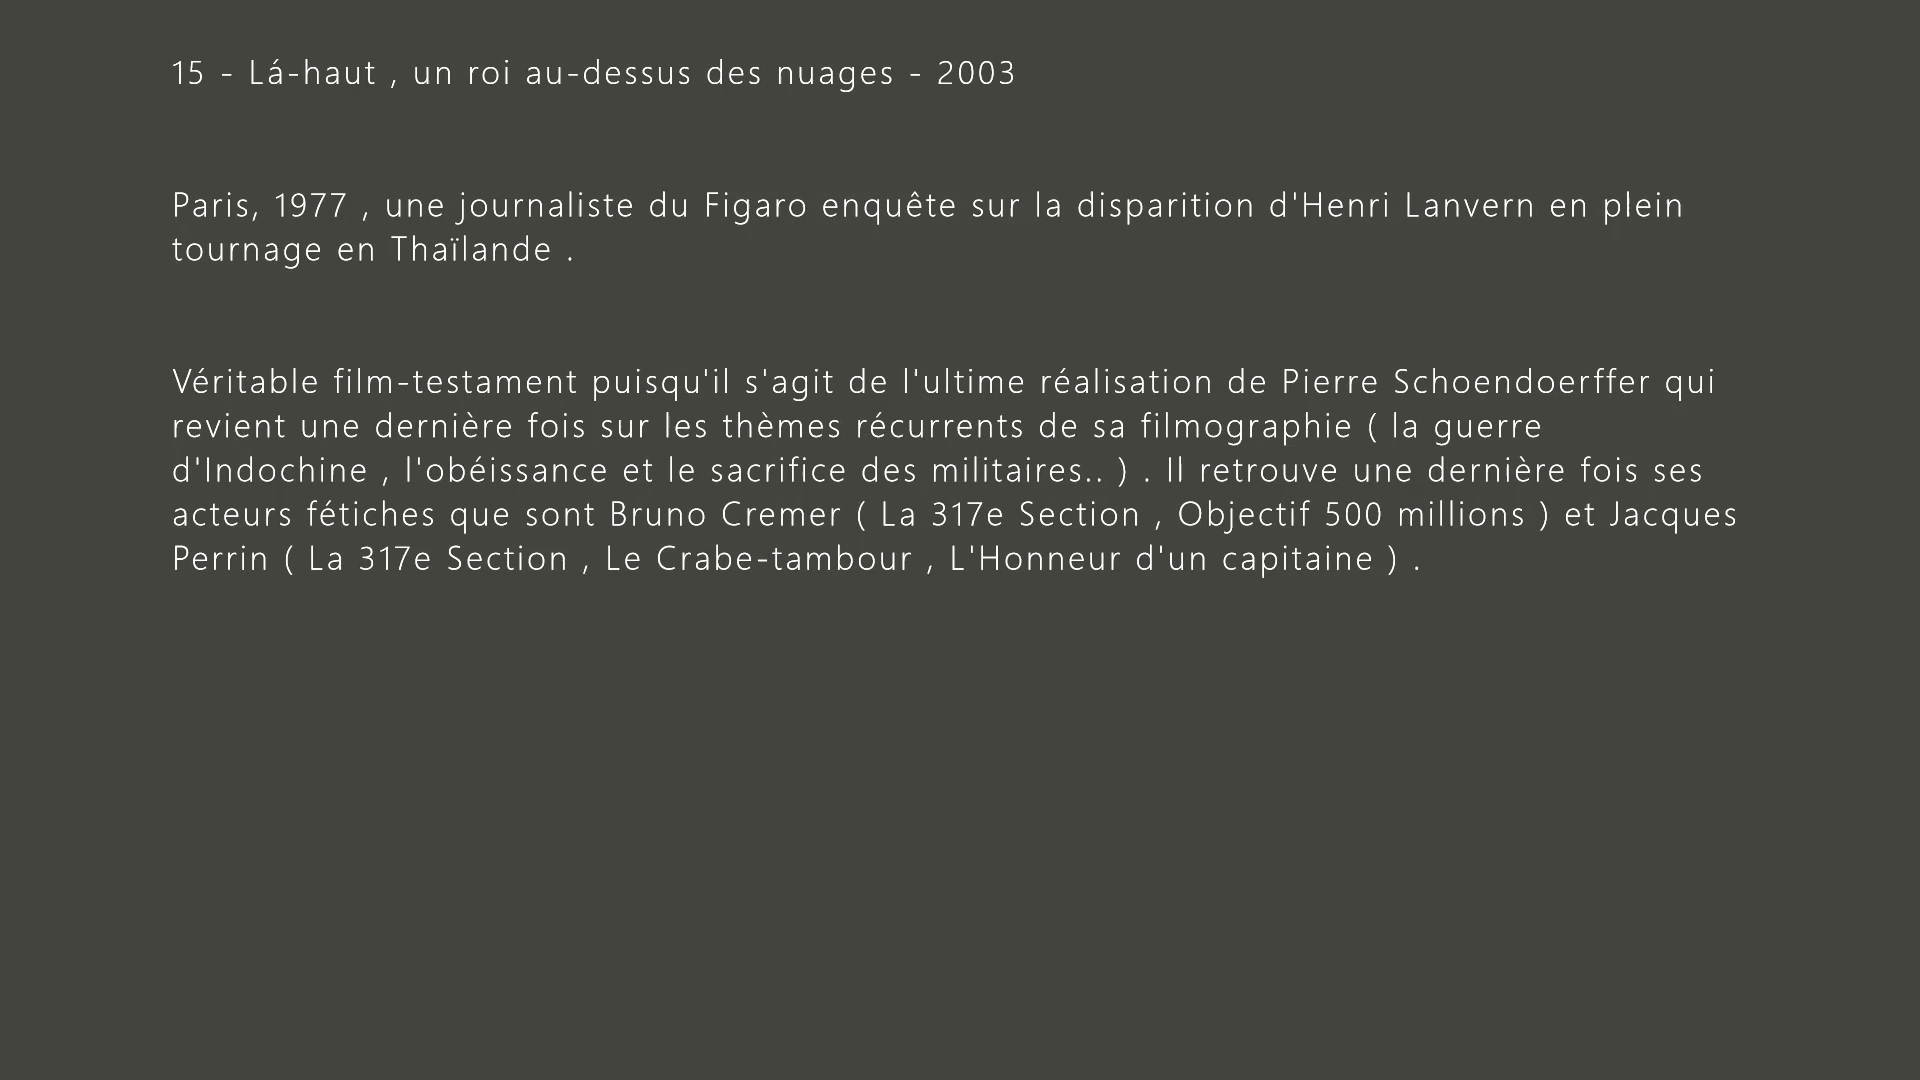 15 - Lá-haut , un roi au-dessus des nuages - 2003
Paris, 1977 , une journaliste du Figaro enquête sur la disparition d'Henri Lanvern en plein
tournage en Thaïlande .
Véritable film-testament puisqu'il s'agit de l'ultime réalisation de Pierre Schoendoerffer qui
revient une dernière fois sur les thèmes récurrents de sa filmographie ( la guerre
d'Indochine , l'obéissance et le sacrifice des militaires.. ) . Il retrouve une dernière fois ses
acteurs fétiches que sont Bruno Cremer ( La 317e Section , Objectif 500 millions ) et Jacques
Perrin ( La 317e Section , Le Crabe-tambour , L'Honneur d'un capitaine ) .